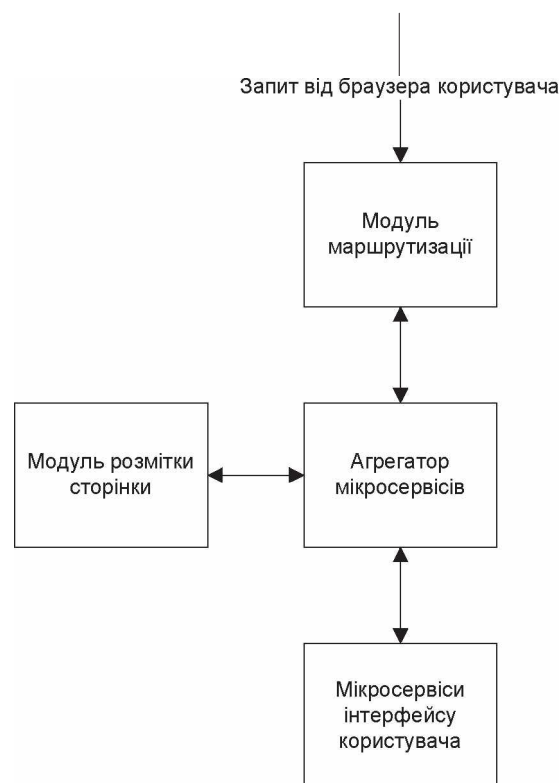 Запит від браузера користувача
Модуль
маршрутизації
Модуль розмітки
сторінки
Агрегатор
мікросервісів
Мікросервіси
інтерфейсу
користувача